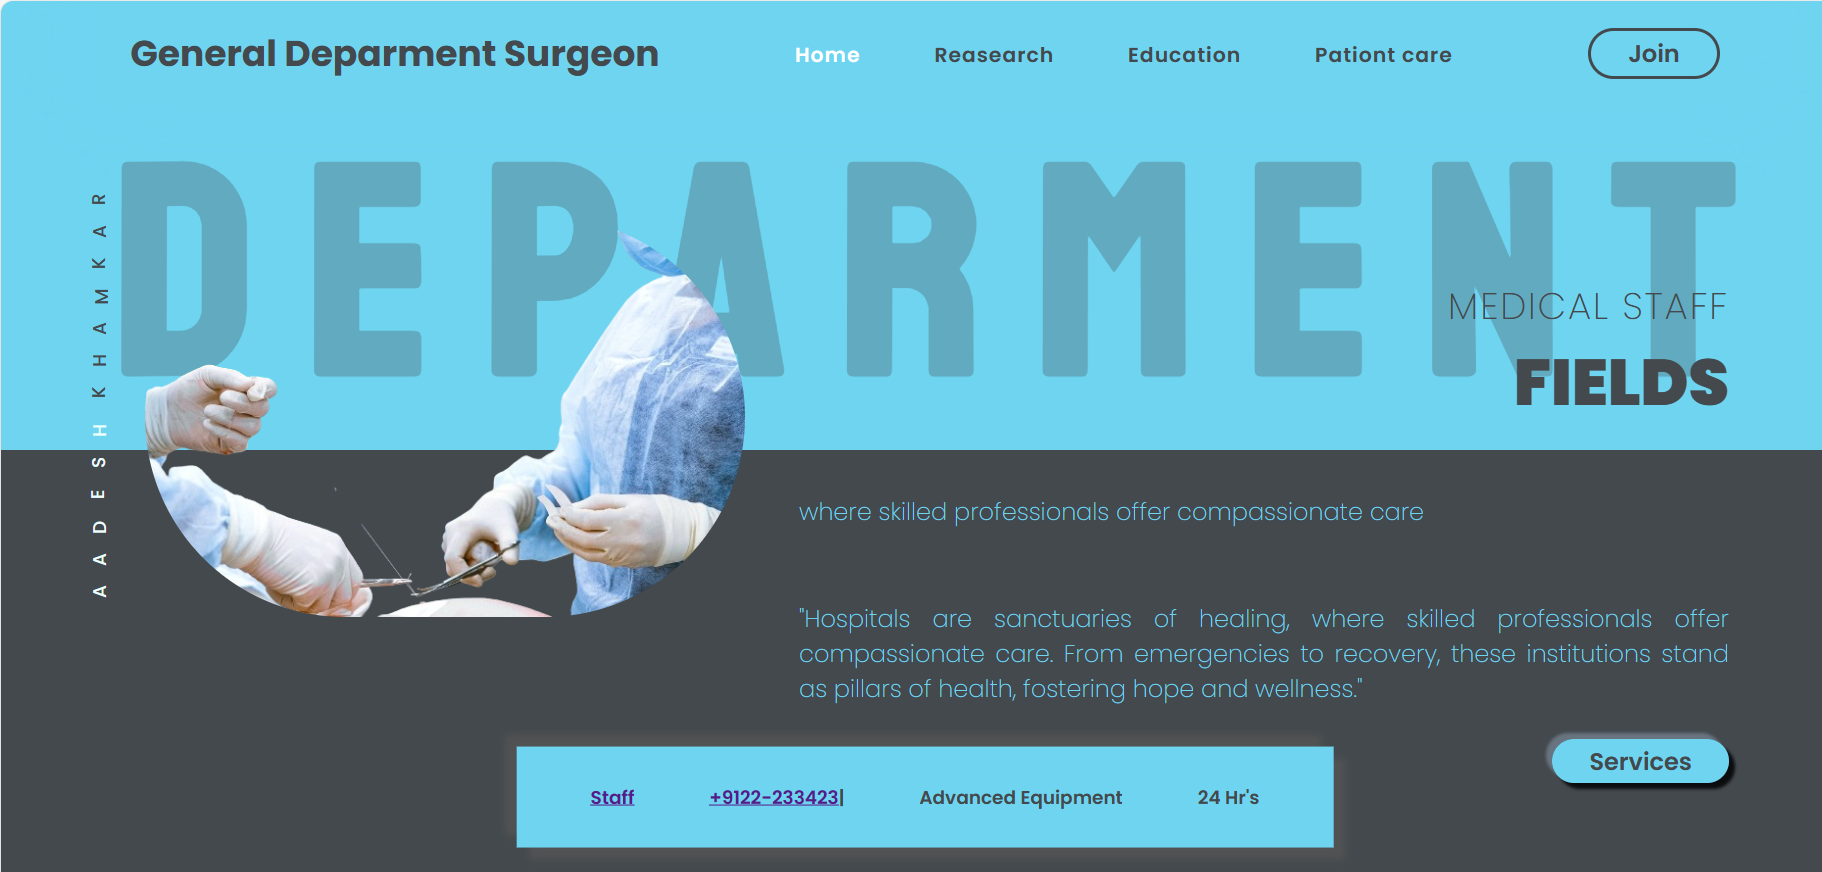 General Deparment Surgeon
Home
Reasearch
Education
Pationt care
Join
DEPARMENT
AADESH KHAMKAR
MEDICAL STAFF
FIELDS
where skilled professionals offer compassionate care
"Hospitals are sanctuaries of healing, where skilled professionals offer
compassionate care. From emergencies to recovery, these institutions stand
as pillars of health, fostering hope and wellness."
Services
Staff
+9122-233423|
Advanced Equipment
24 Hr's